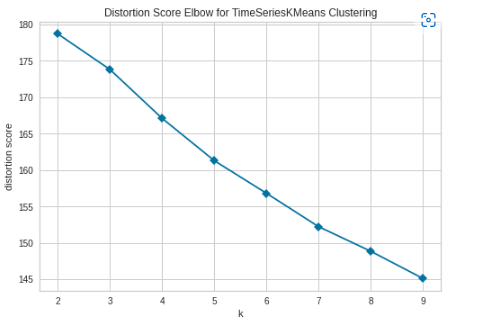 Distortion Score Elbow for TimeSeriesKMeans Clustering
180
175
170
165
160
155
150
145
distortion score
2 3 4 5 6 7 8 9
k